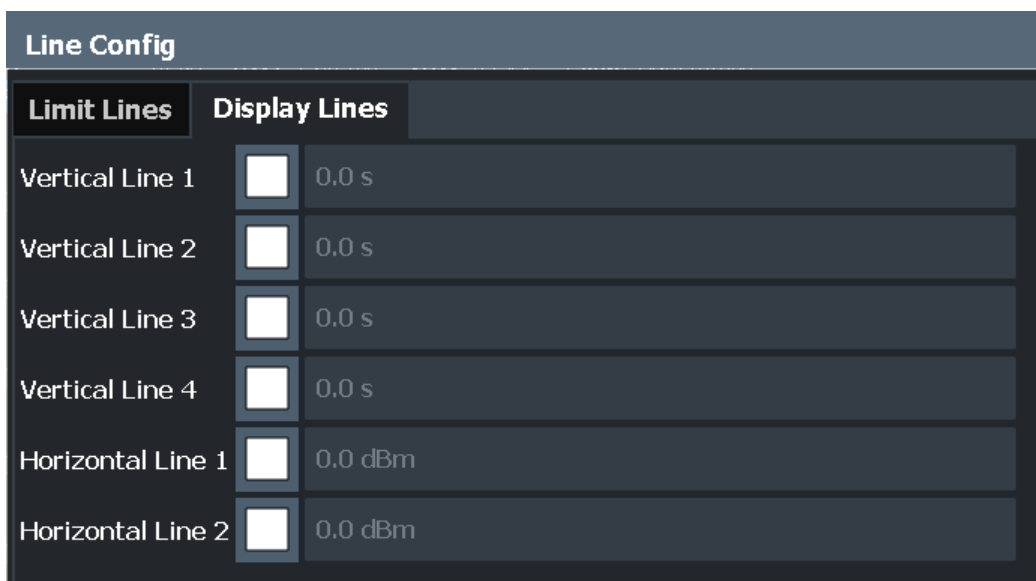 Line Config
Limit Lines Display Lines
Vertical Line 1 0.0 s
Vertical Line 2 0.0 s
Vertical Line 3 0.0 s
Vertical Line 4 0.0 s
Horizontal Line 1 0.0 dBm
Horizontal Line 2 0.0 dBm